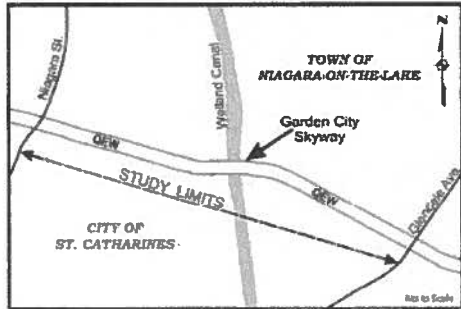 Niagara St.
Welland Canal
TOWN OF
NIAGARA-ON-THE-LAKE
N
Garden City
Skyway
QEW
STUDY LIMITS
QEW
Glendale Ave.
CITY OF
ST. CATHARINES
Not to Scale